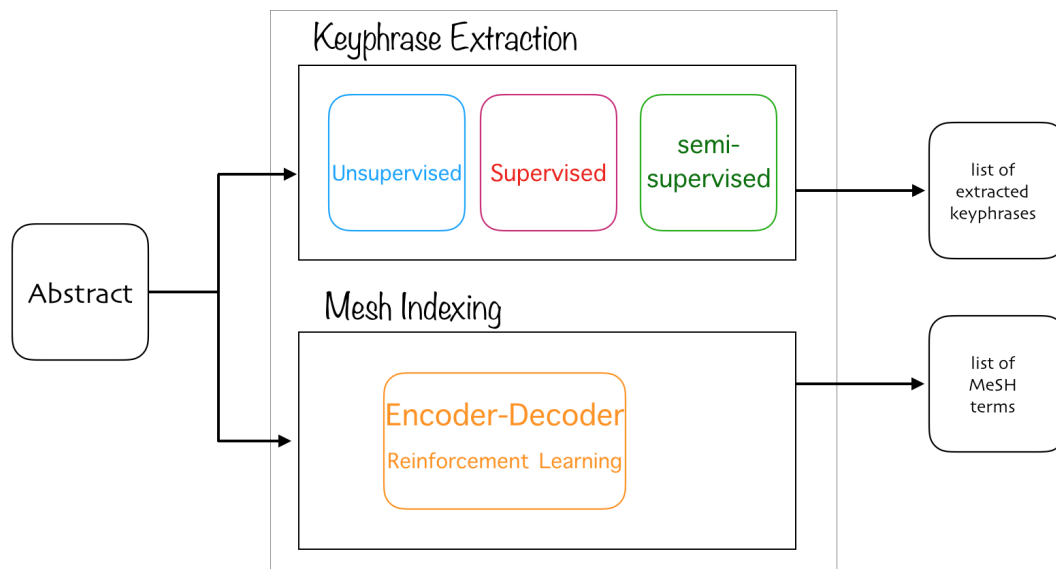 Keyphrase Extraction
Unsupervised
Supervised
semi-
supervised
list of
extracted
keyphrases
Abstract
Mesh Indexing
Encoder-Decoder
Reinforcement Learning
list of
MeSH
terms